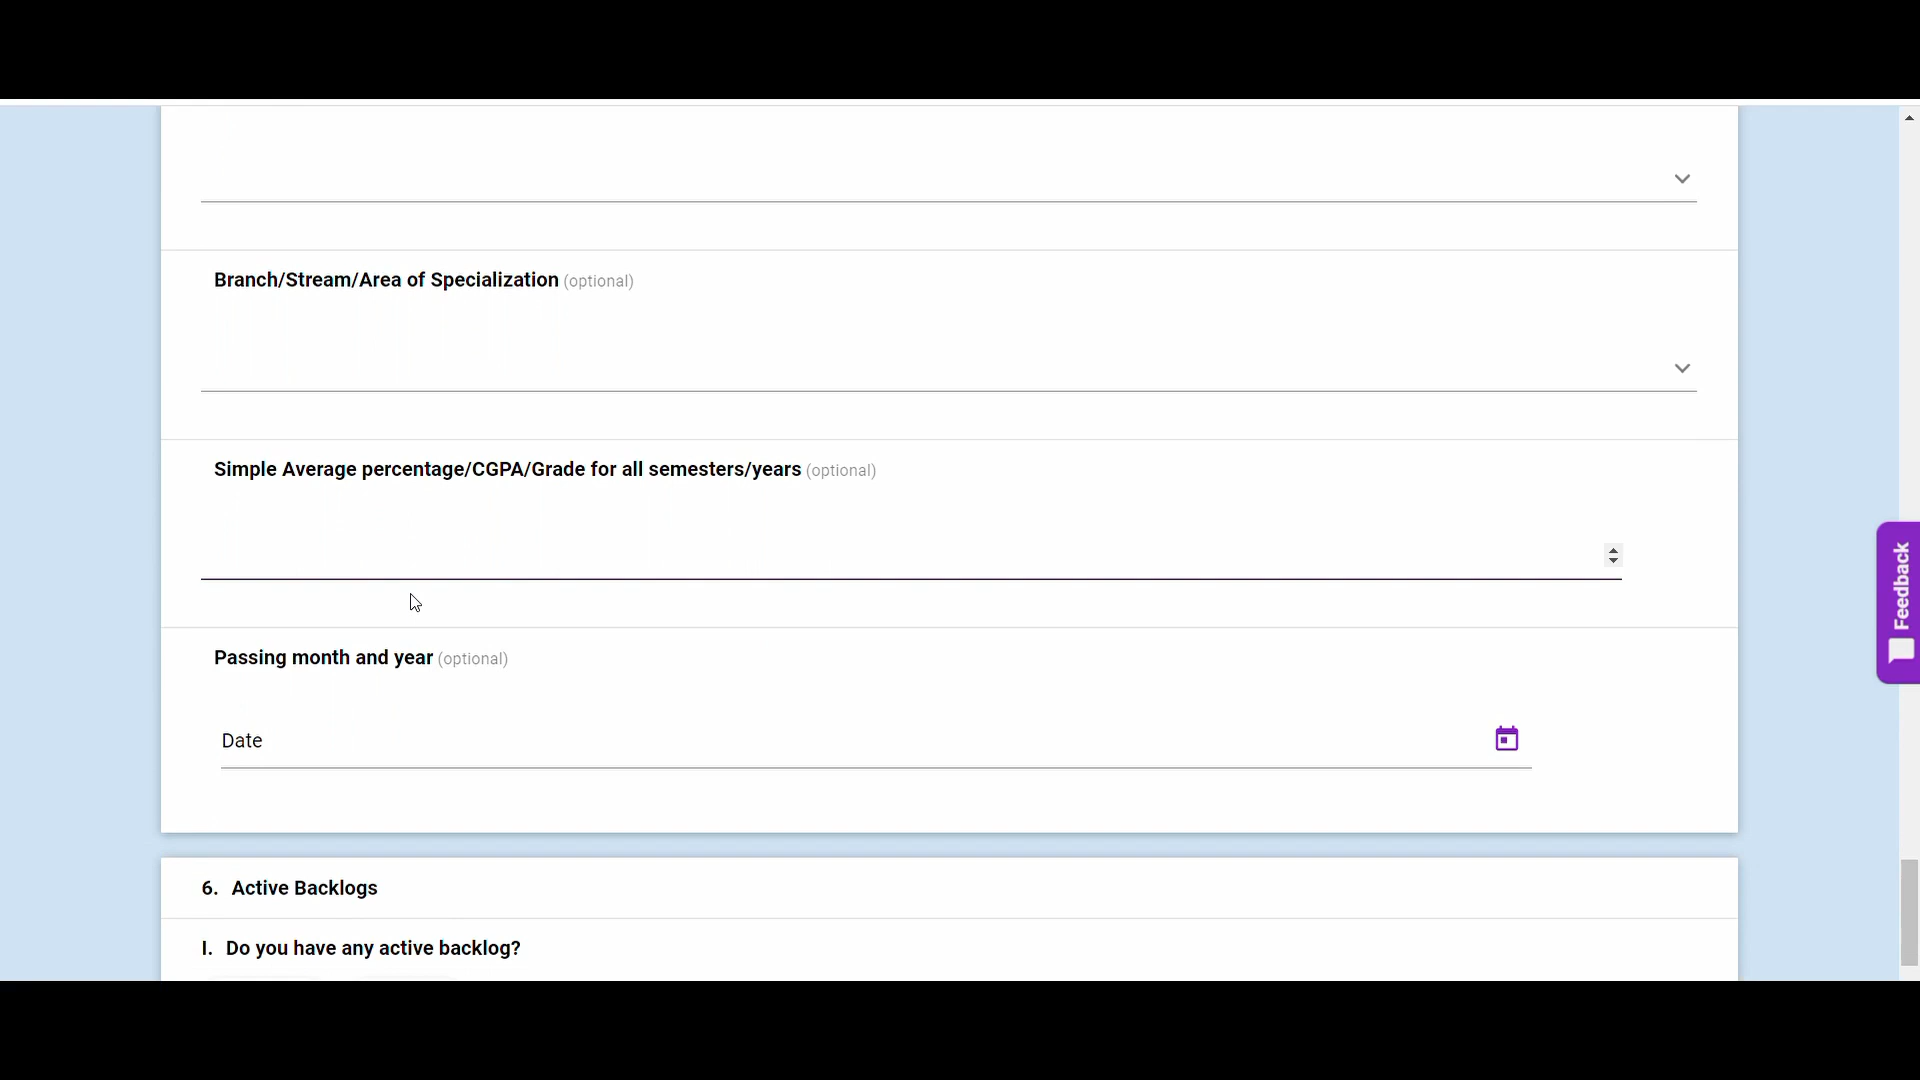 Branch/Stream/Area of Specialization (optional)
Simple Average percentage/CGPA/Grade for all semesters/years (optional)
Feedback
Passing month and year (optional)
Date
6. Active Backlogs
I. Do you have any active backlog?